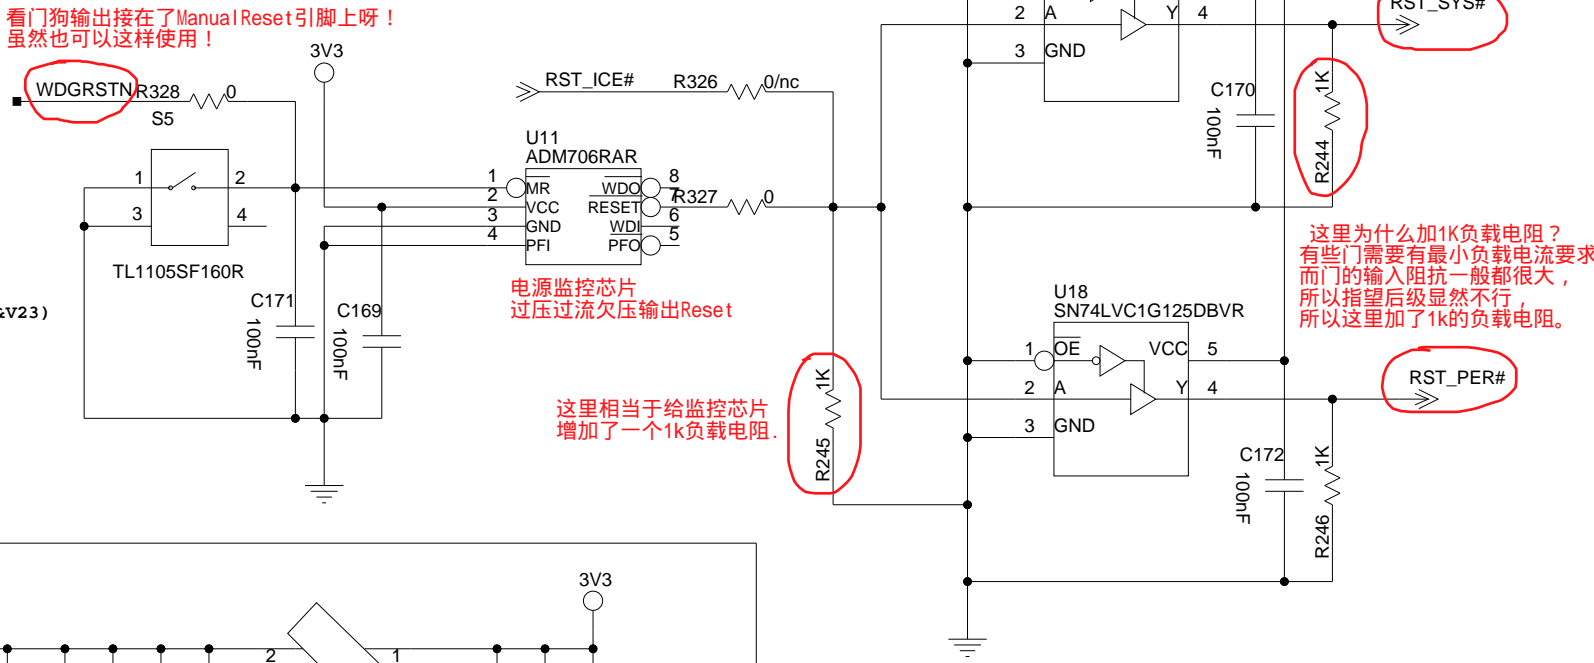 看门狗输出接在了ManualReset引脚上呀！
虽然也可以这样使用！
WDGRSTN
R328
0
S5
1
2
3
4
TL1105SF160R
3V3
C171
100nF
C169
100nF
RST_ICE#
R326
0/nc
U11
ADM706RAR
1
MR
WDO
8
2
VCC
RESET
7
3
GND
WDI
6
4
PFI
PFO
5
R327
0
电源监控芯片
过压过流欠压输出Reset
这里相当于给监控芯片
增加了一个1k负载电阻.
1K
R245
2
A
Y
4
3
GND
RST_SYS#
C170
100nF
1K
R244
这里为什么加1K负载电阻？
有些门需要有最小负载电流要求
而门的输入阻抗一般都很大，
所以指望后级显然不行，
所以这里加了1k的负载电阻。
U18
SN74LVC1G125DBVR
1
OE
VCC
5
2
A
Y
4
3
GND
RST_PER#
C172
100nF
1K
R246
&V23)
3V3
2
1